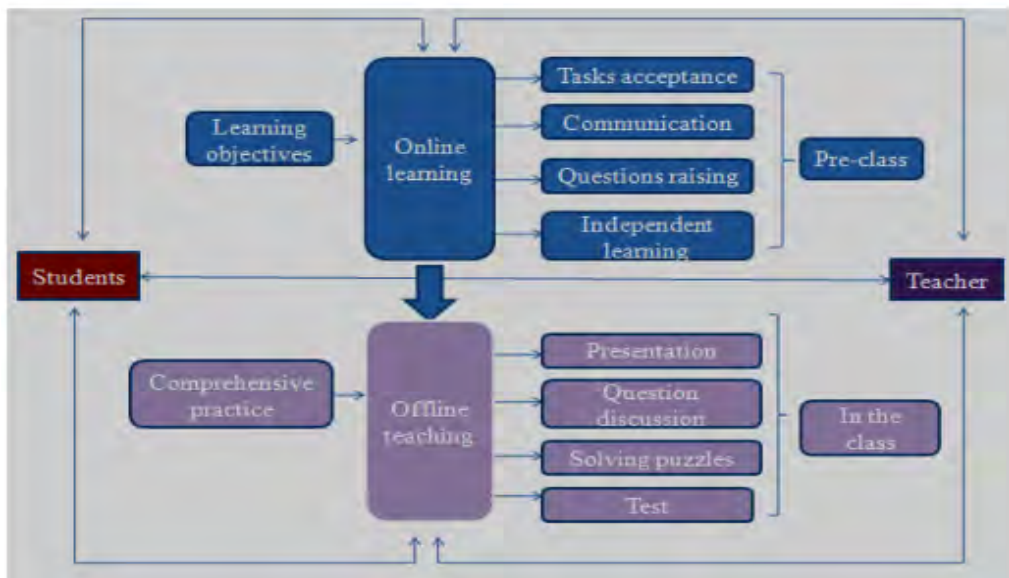 Tasks acceptance
Learning
objectives
Online
learning
Communication
Questions raising
Independent
learning
Pre-class
Students
Teacher
Comprehensive
practice
Offline
teaching
Presentation
Question
discussion
Solving puzzles
Test
In the
class